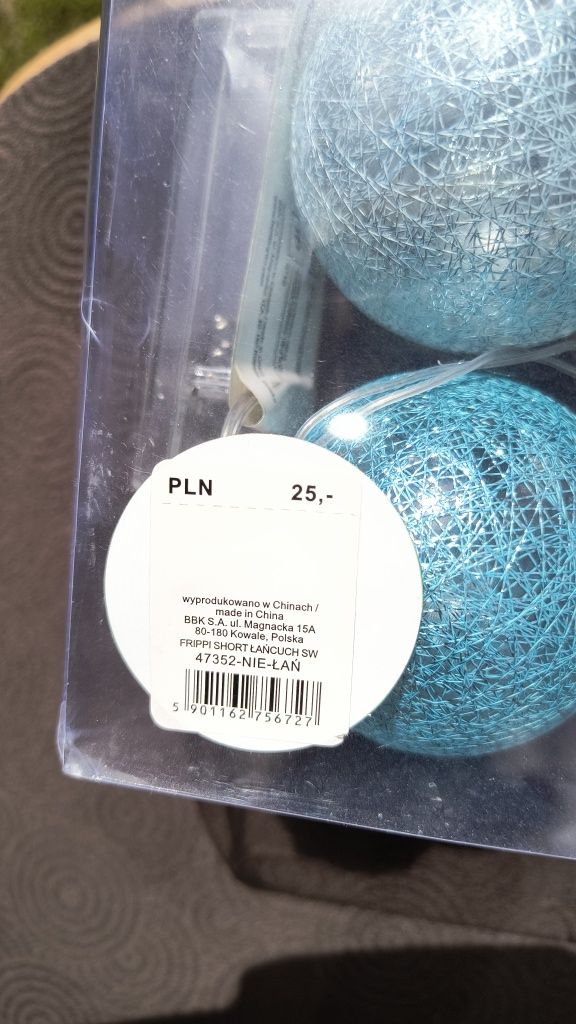 PLN 25,-
wyprodukowano w Chinach /
made in China
BBK S.A. ul. Magnacka 15A
80-180 Kowale, Polska
FRIPPI SHORT ŁAŃCUCH SW
47352-NIE-ŁAŃ
5 901162 756727